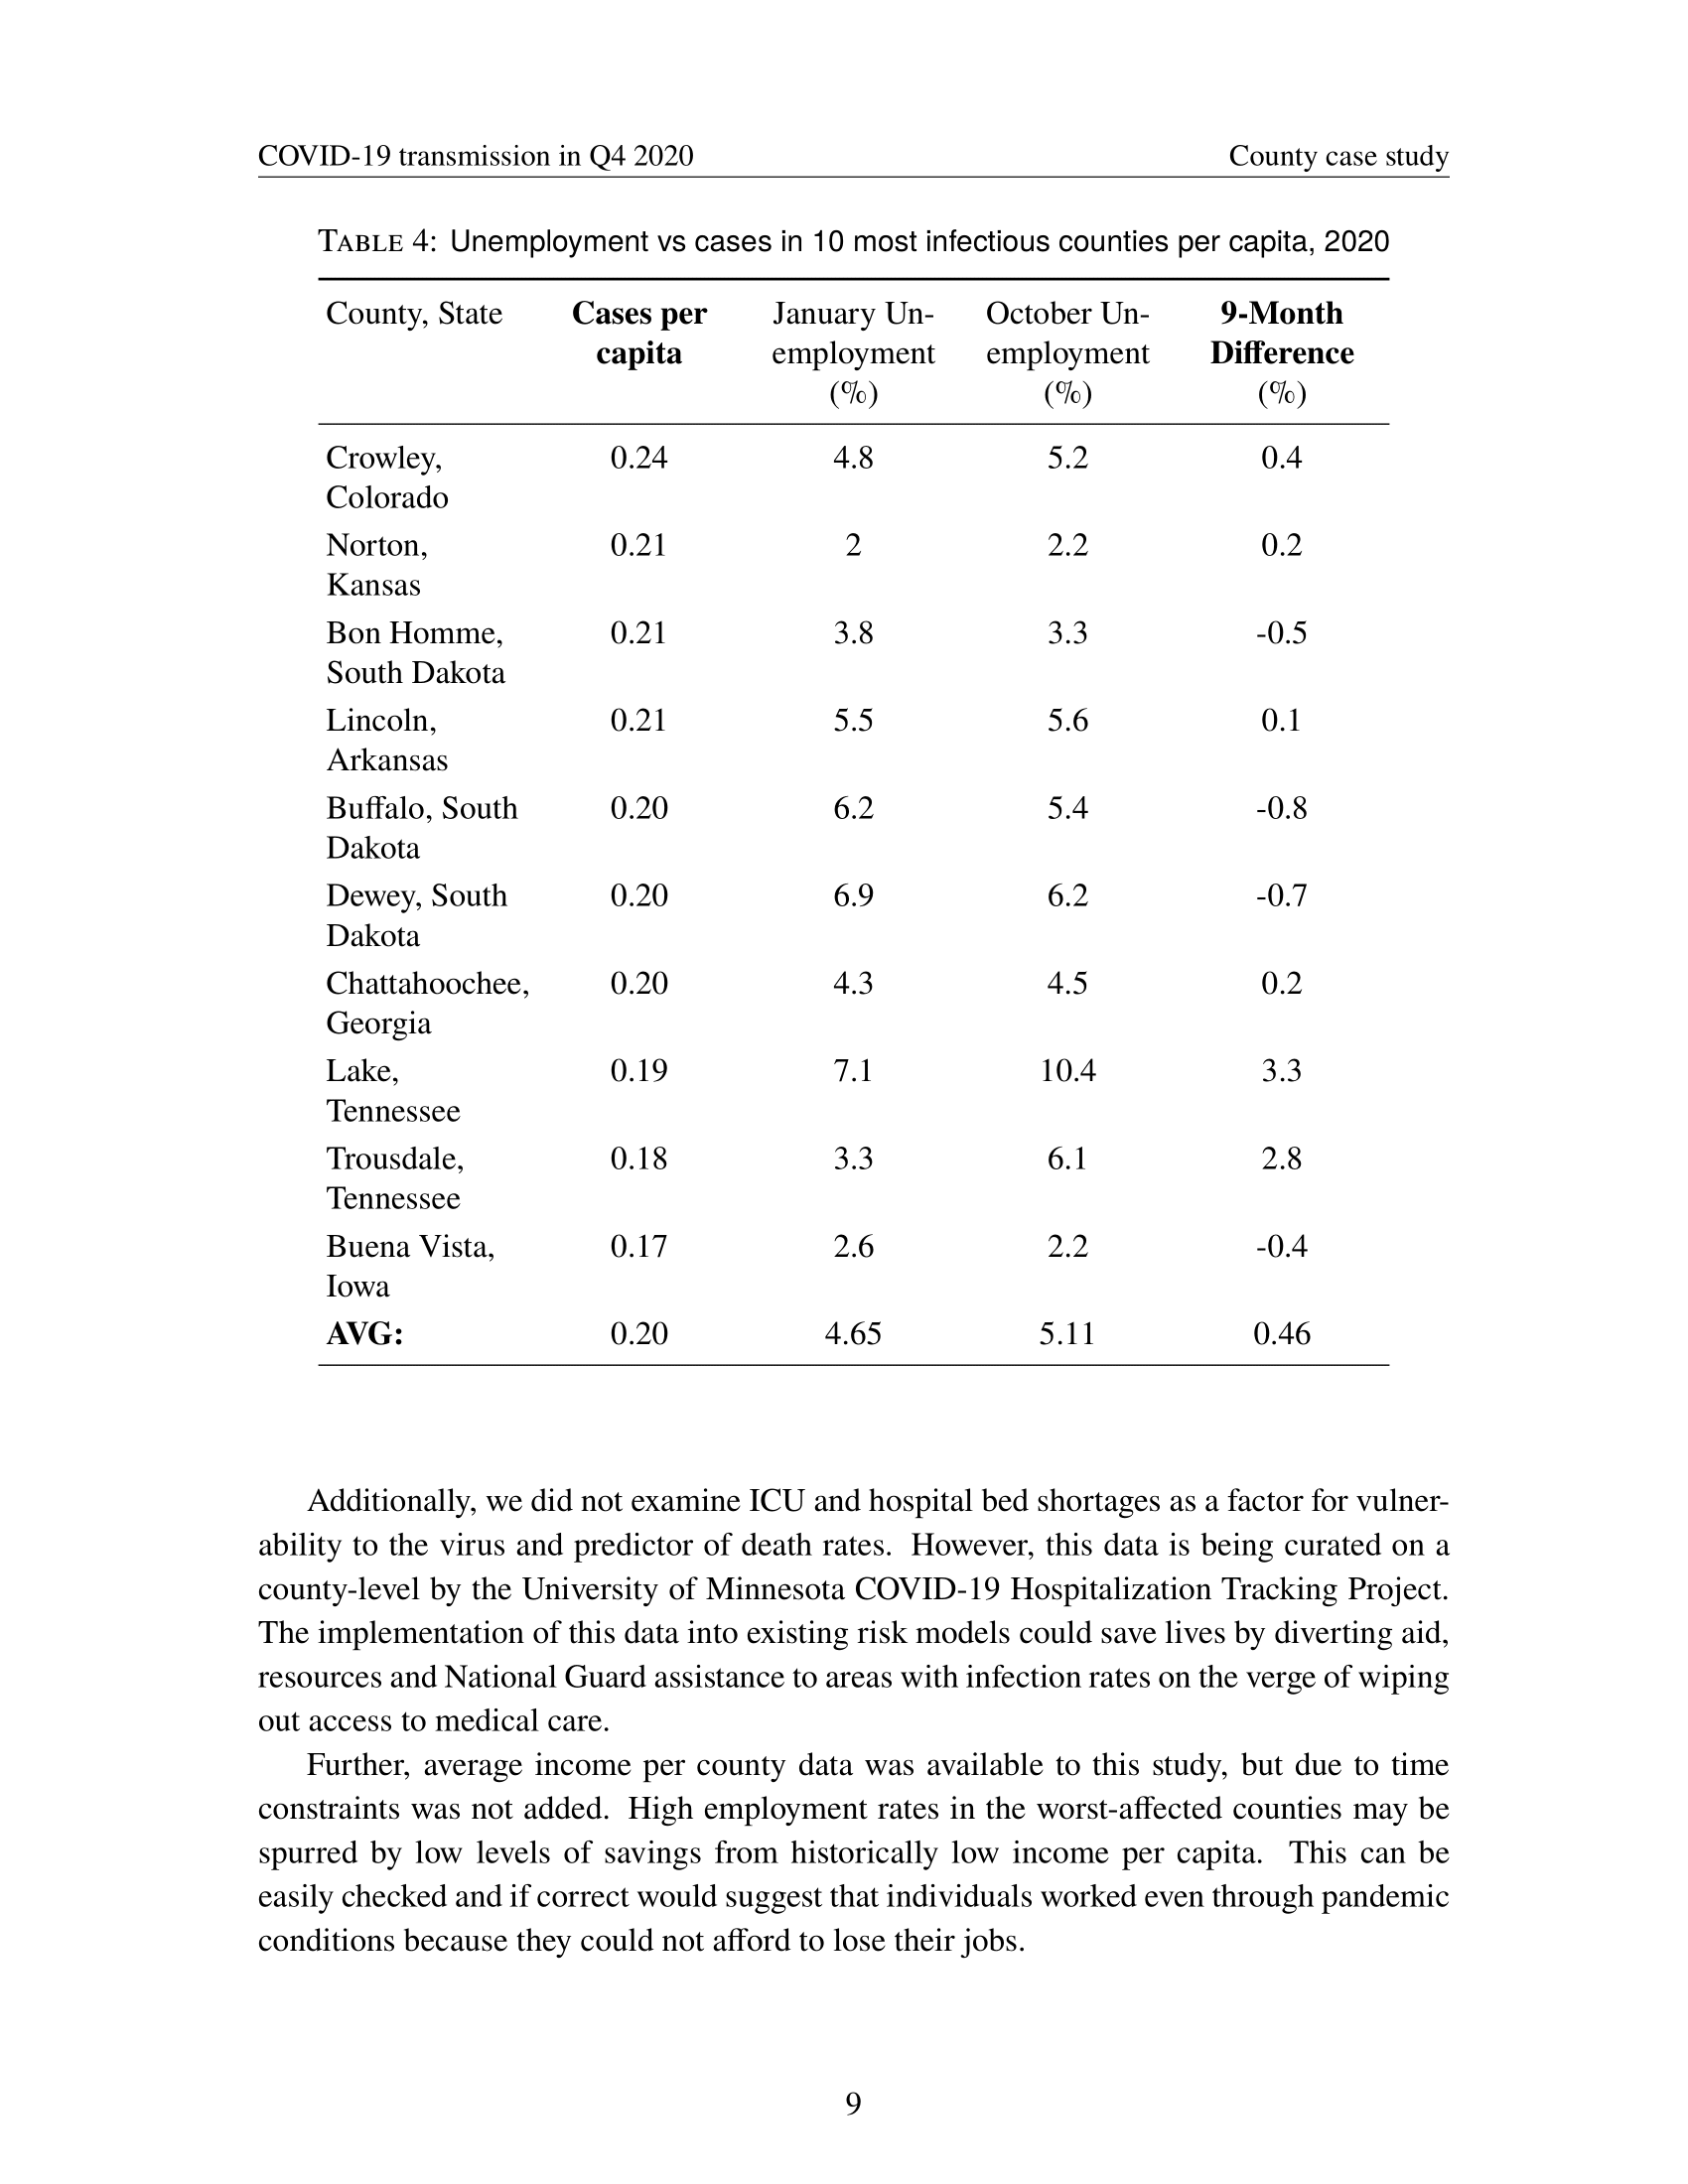 COVID-19 transmission in Q4 2020 County case study
TABLE 4: Unemployment vs cases in 10 most infectious counties per capita, 2020
County, State Cases per January Un- October Un- 9-Month
capita employment employment Difference
(%) (%) (%)
Crowley, 0.24 4.8 5.2 0.4
Colorado
Norton, 0.21 2 2.2 0.2
Kansas
Bon Homme, 0.21 3.8 3.3 -0.5
South Dakota
Lincoln, 0.21 5.5 5.6 0.1
Arkansas
Buffalo, South 0.20 6.2 5.4 -0.8
Dakota
Dewey, South 0.20 6.9 6.2 -0.7
Dakota
Chattahoochee, 0.20 4.3 4.5 0.2
Georgia
Lake, 0.19 7.1 10.4 3.3
Tennessee
Trousdale, 0.18 3.3 6.1 2.8
Tennessee
Buena Vista, 0.17 2.6 2.2 -0.4
Iowa
AVG: 0.20 4.65 5.11 0.46
Additionally, we did not examine ICU and hospital bed shortages as a factor for vulner-
ability to the virus and predictor of death rates. However, this data is being curated on a
county-level by the University of Minnesota COVID-19 Hospitalization Tracking Project.
The implementation of this data into existing risk models could save lives by diverting aid,
resources and National Guard assistance to areas with infection rates on the verge of wiping
out access to medical care.
Further, average income per county data was available to this study, but due to time
constraints was not added. High employment rates in the worst-affected counties may be
spurred by low levels of savings from historically low income per capita. This can be
easily checked and if correct would suggest that individuals worked even through pandemic
conditions because they could not afford to lose their jobs.
9